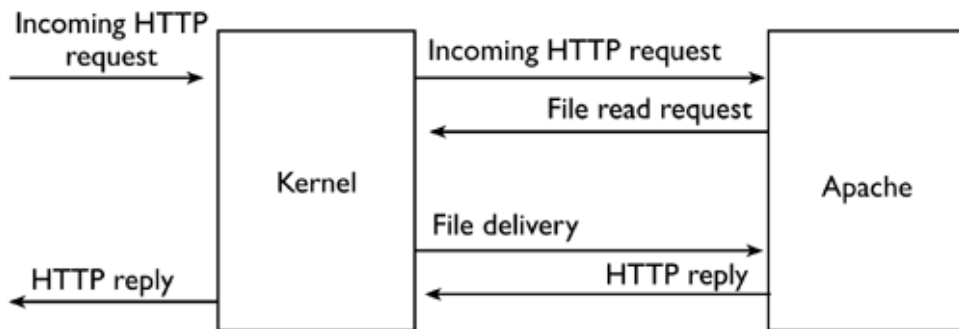 Incoming HTTP
request
Incoming HTTP request
File read request
Kernel
Apache
File delivery
HTTP reply
HTTP reply